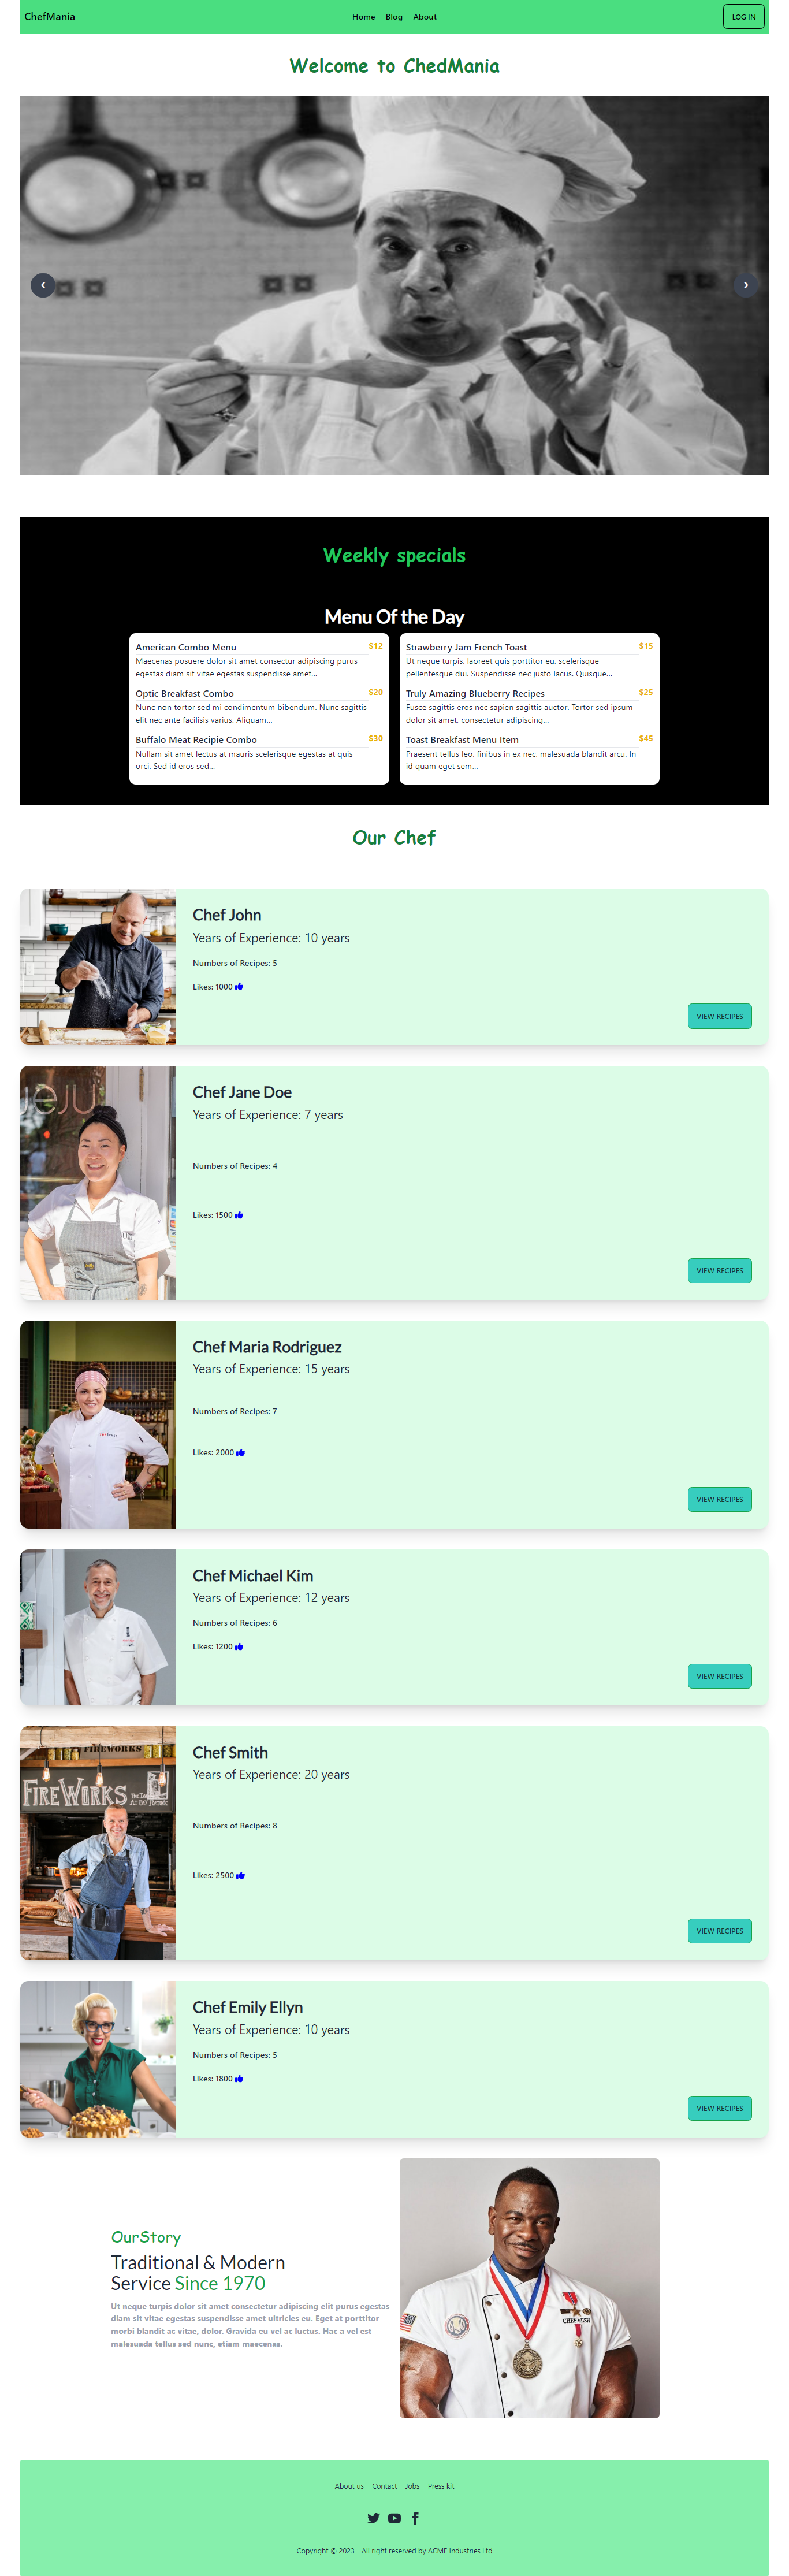 ChefMania
Home Blog About
LOG IN
Welcome to ChedMania
‹
›
Weekly specials
Menu Of the Day
American Combo Menu $12
Maecenas posuere dolor sit amet consectur adipiscing purus
egestas diam sit vitae egestas suspendisse amet...
Optic Breakfast Combo $20
Nunc non tortor sed mi condimentum bibendum. Nunc sagittis
elit nec ante facilisis varius. Aliquam...
Buffalo Meat Recipie Combo $30
Nullam sit amet lectus at mauris scelerisque egestas at quis
orci. Sed id eros sed...
Strawberry Jam French Toast $15
Ut neque turpis, laoreet quis porttitor eu, scelerisque
pellentesque dui. Suspendisse nec justo lacus. Quisque...
Truly Amazing Blueberry Recipes $25
Fusce sagittis eros nec sapien sagittis auctor. Tortor sed ipsum
dolor sit amet, consectetur adipiscing...
Toast Breakfast Menu Item $45
Praesent tellus leo, finibus in ex nec, malesuada blandit arcu. In
id quam eget sem...
Our Chef
Chef John
Years of Experience: 10 years
Numbers of Recipes: 5
Likes: 1000
VIEW RECIPES
Chef Jane Doe
Years of Experience: 7 years
Numbers of Recipes: 4
Likes: 1500
VIEW RECIPES
Chef Maria Rodriguez
Years of Experience: 15 years
Numbers of Recipes: 7
Likes: 2000
VIEW RECIPES
Chef Michael Kim
Years of Experience: 12 years
Numbers of Recipes: 6
Likes: 1200
VIEW RECIPES
FIREWORKS
FIREWORKS
Chef Smith
Years of Experience: 20 years
Numbers of Recipes: 8
Likes: 2500
VIEW RECIPES
Chef Emily Ellyn
Years of Experience: 10 years
Numbers of Recipes: 5
Likes: 1800
VIEW RECIPES
OurStory
Traditional & Modern
Service Since 1970
Ut neque turpis dolor sit amet consectetur adipiscing elit purus egestas
diam sit vitae egestas suspendisse amet ultricies eu. Eget at porttitor
morbi blandit ac vitae, dolor. Gravida eu vel ac luctus. Hac a vel est
malesuada tellus sed nunc, etiam maecenas.
CHEF RUSH
About us Contact Jobs Press kit
Copyright © 2023 - All right reserved by ACME Industries Ltd